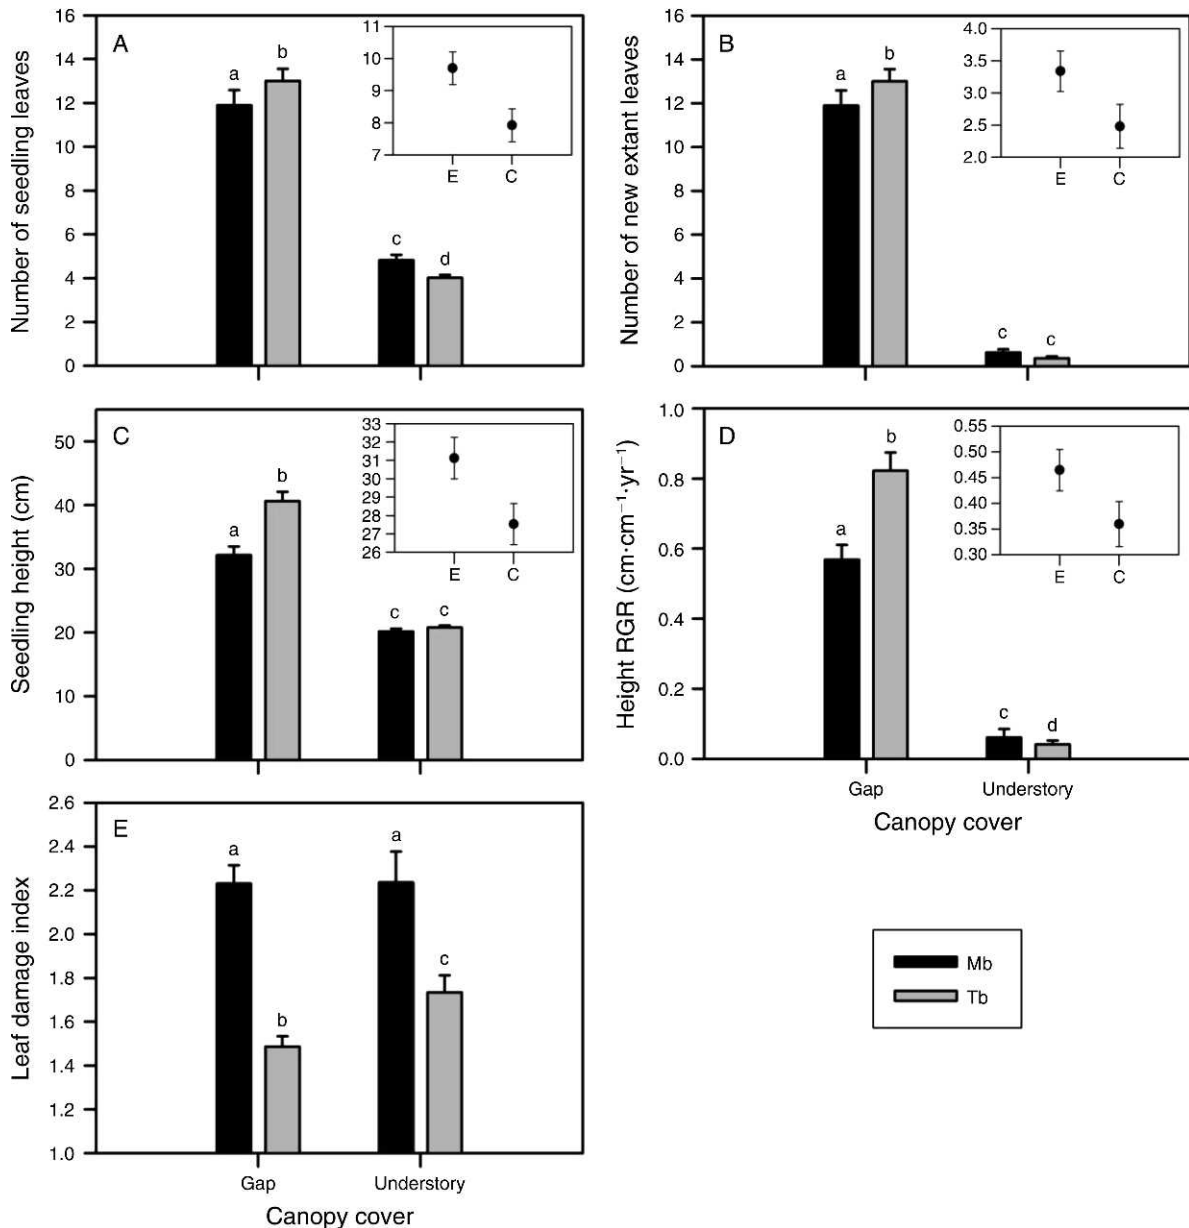 Number of seedling leaves
16
14
12
10
8
6
4
2
0
A
a
b
c
d
11
10
9
8
7
E
C
Number of new extant leaves
16
14
12
10
8
6
4
2
0
B
a
b
c
c
4.0
3.5
3.0
2.5
2.0
E
C
Seedling height (cm)
50
40
30
20
10
0
C
a
b
c
c
33
32
31
30
29
28
27
26
E
C
Height RGR (cm·cm⁻¹·yr⁻¹)
1.0
0.8
0.6
0.4
0.2
0.0
D
a
b
c
d
0.55
0.50
0.45
0.40
0.35
0.30
E
C
Gap
Understory
Canopy cover
Leaf damage index
2.6
2.4
2.2
2.0
1.8
1.6
1.4
1.2
1.0
E
a
b
a
c
Gap
Understory
Canopy cover
Mb
Tb